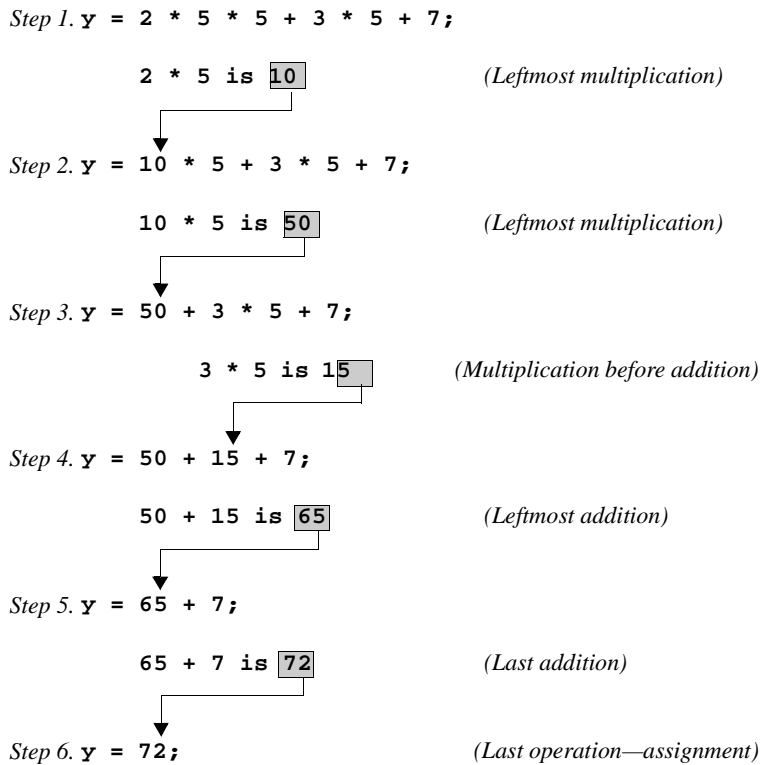 Step 1. y = 2 * 5 * 5 + 3 * 5 + 7;
2 * 5 is 10 (Leftmost multiplication)
Step 2. y = 10 * 5 + 3 * 5 + 7;
10 * 5 is 50 (Leftmost multiplication)
Step 3. y = 50 + 3 * 5 + 7;
3 * 5 is 15 (Multiplication before addition)
Step 4. y = 50 + 15 + 7;
50 + 15 is 65 (Leftmost addition)
Step 5. y = 65 + 7;
65 + 7 is 72 (Last addition)
Step 6. y = 72; (Last operation—assignment)